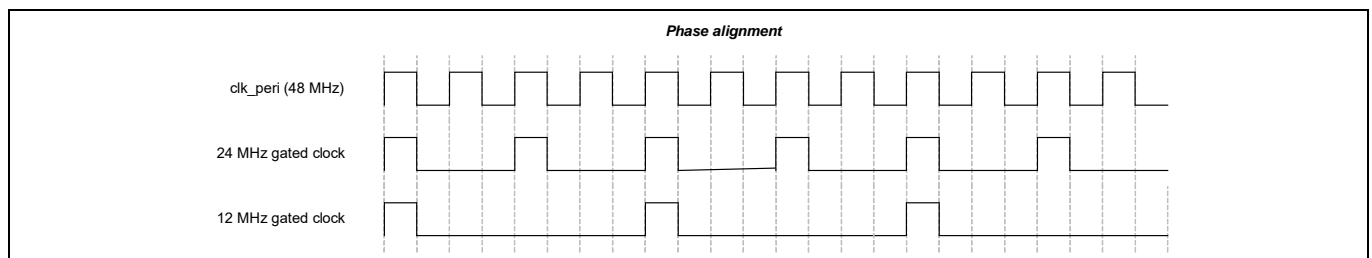 Phase alignment
clk_peri (48 MHz)
24 MHz gated clock
12 MHz gated clock